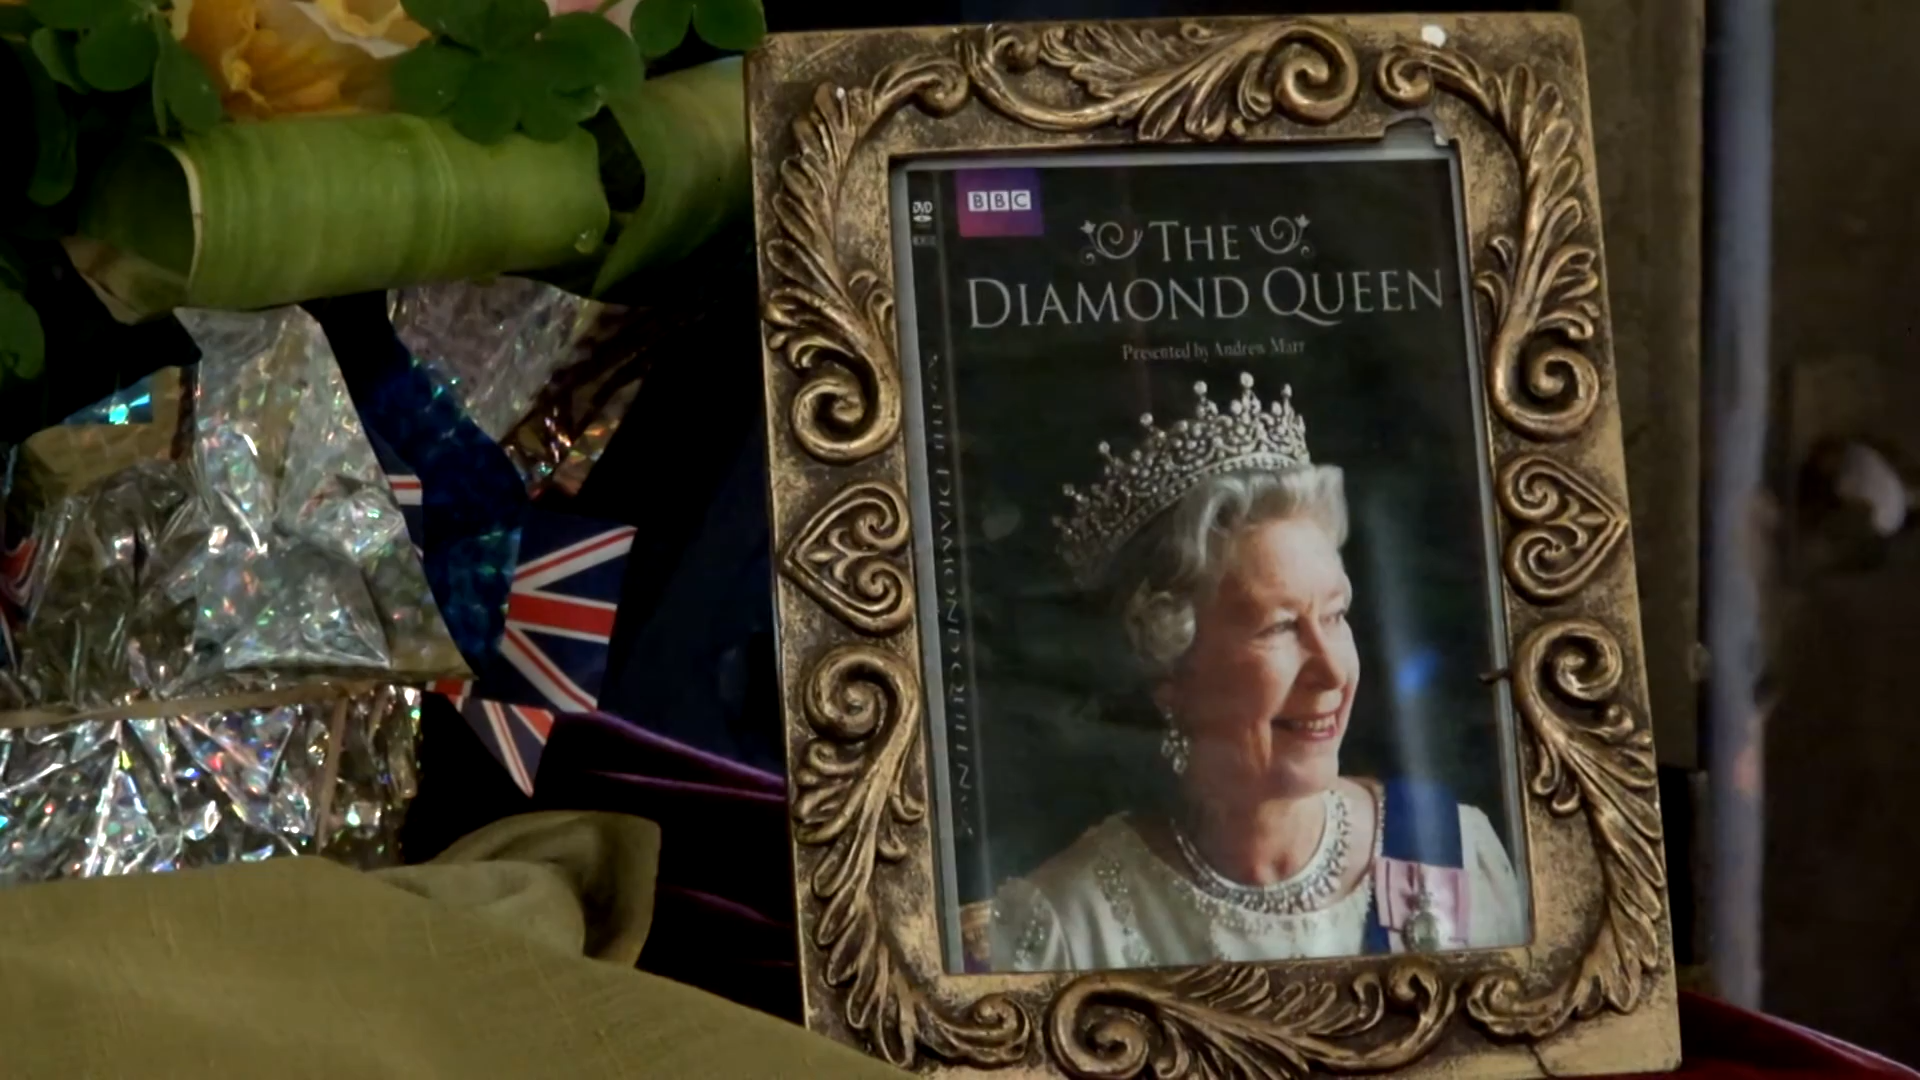 DVD
BBC
THE
DIAMOND QUEEN
Presented by Andrew Marr
THE DIAMOND QUEEN